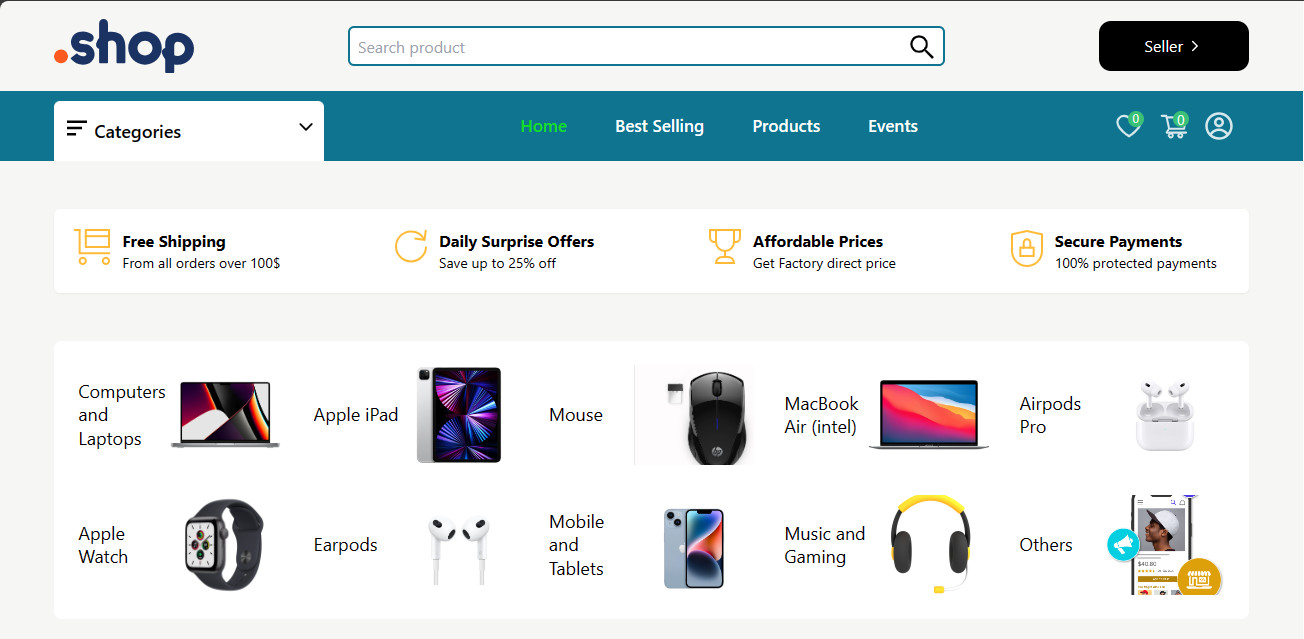 .shop
Search product
Seller >
Categories
Home
Best Selling
Products
Events
0
0
Free Shipping
From all orders over 100$
Daily Surprise Offers
Save up to 25% off
Affordable Prices
Get Factory direct price
Secure Payments
100% protected payments
Computers
and
Laptops
Apple iPad
Mouse
hp
MacBook
Air (intel)
Airpods
Pro
Apple
Watch
Earpods
Mobile
and
Tablets
Music and
Gaming
Others
$40.80